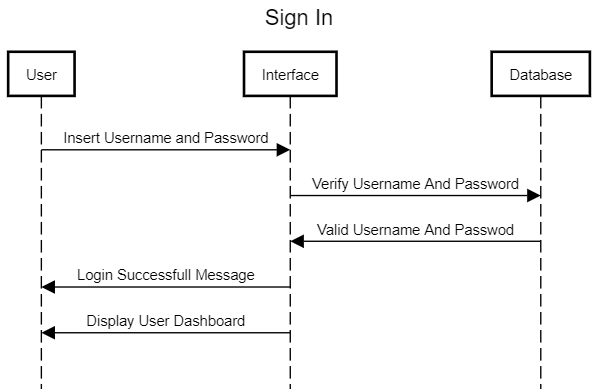 Sign In
User
Interface
Database
Insert Username and Password
Verify Username And Password
Valid Username And Passwod
Login Successfull Message
Display User Dashboard